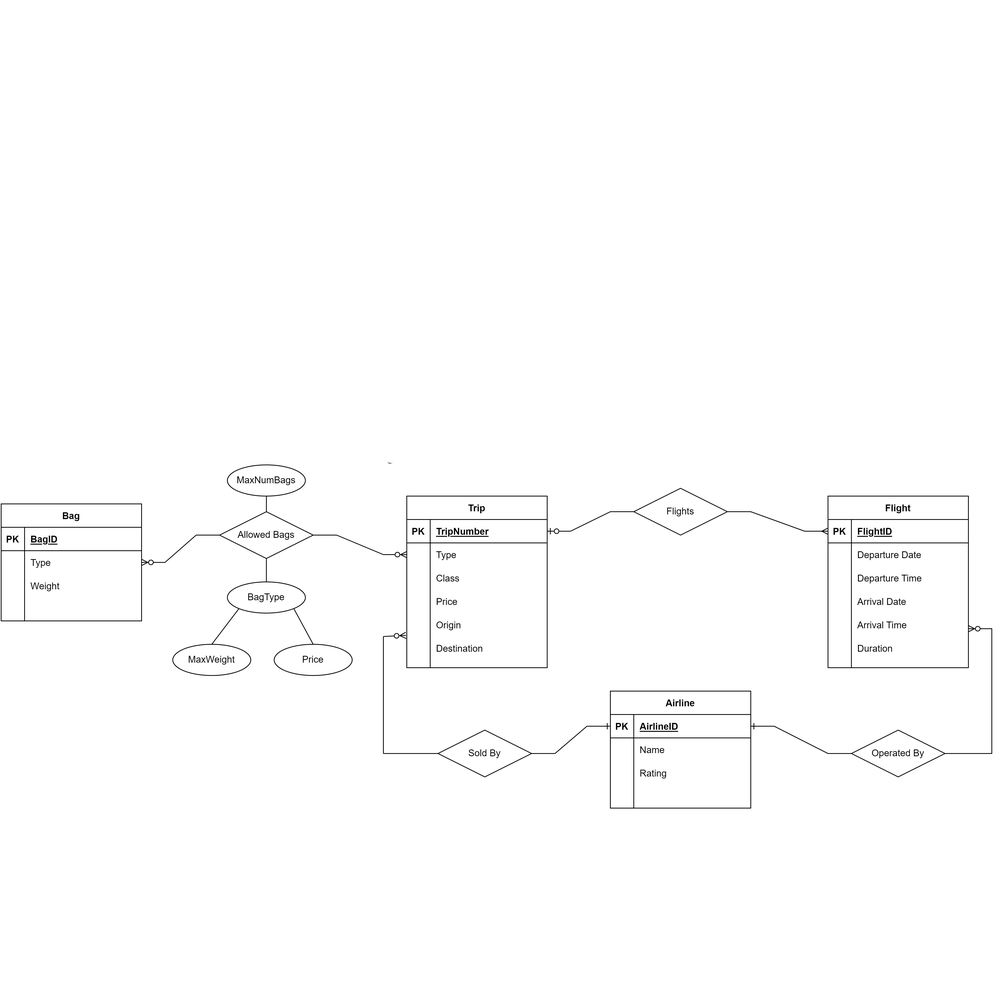 MaxNumBags
Bag
PK BagID
Type
Weight
Allowed Bags
BagType
MaxWeight
Price
Trip
PK TripNumber
Type
Class
Price
Origin
Destination
Flights
Flight
PK FlightID
Departure Date
Departure Time
Arrival Date
Arrival Time
Duration
Sold By
Airline
PK AirlineID
Name
Rating
Operated By